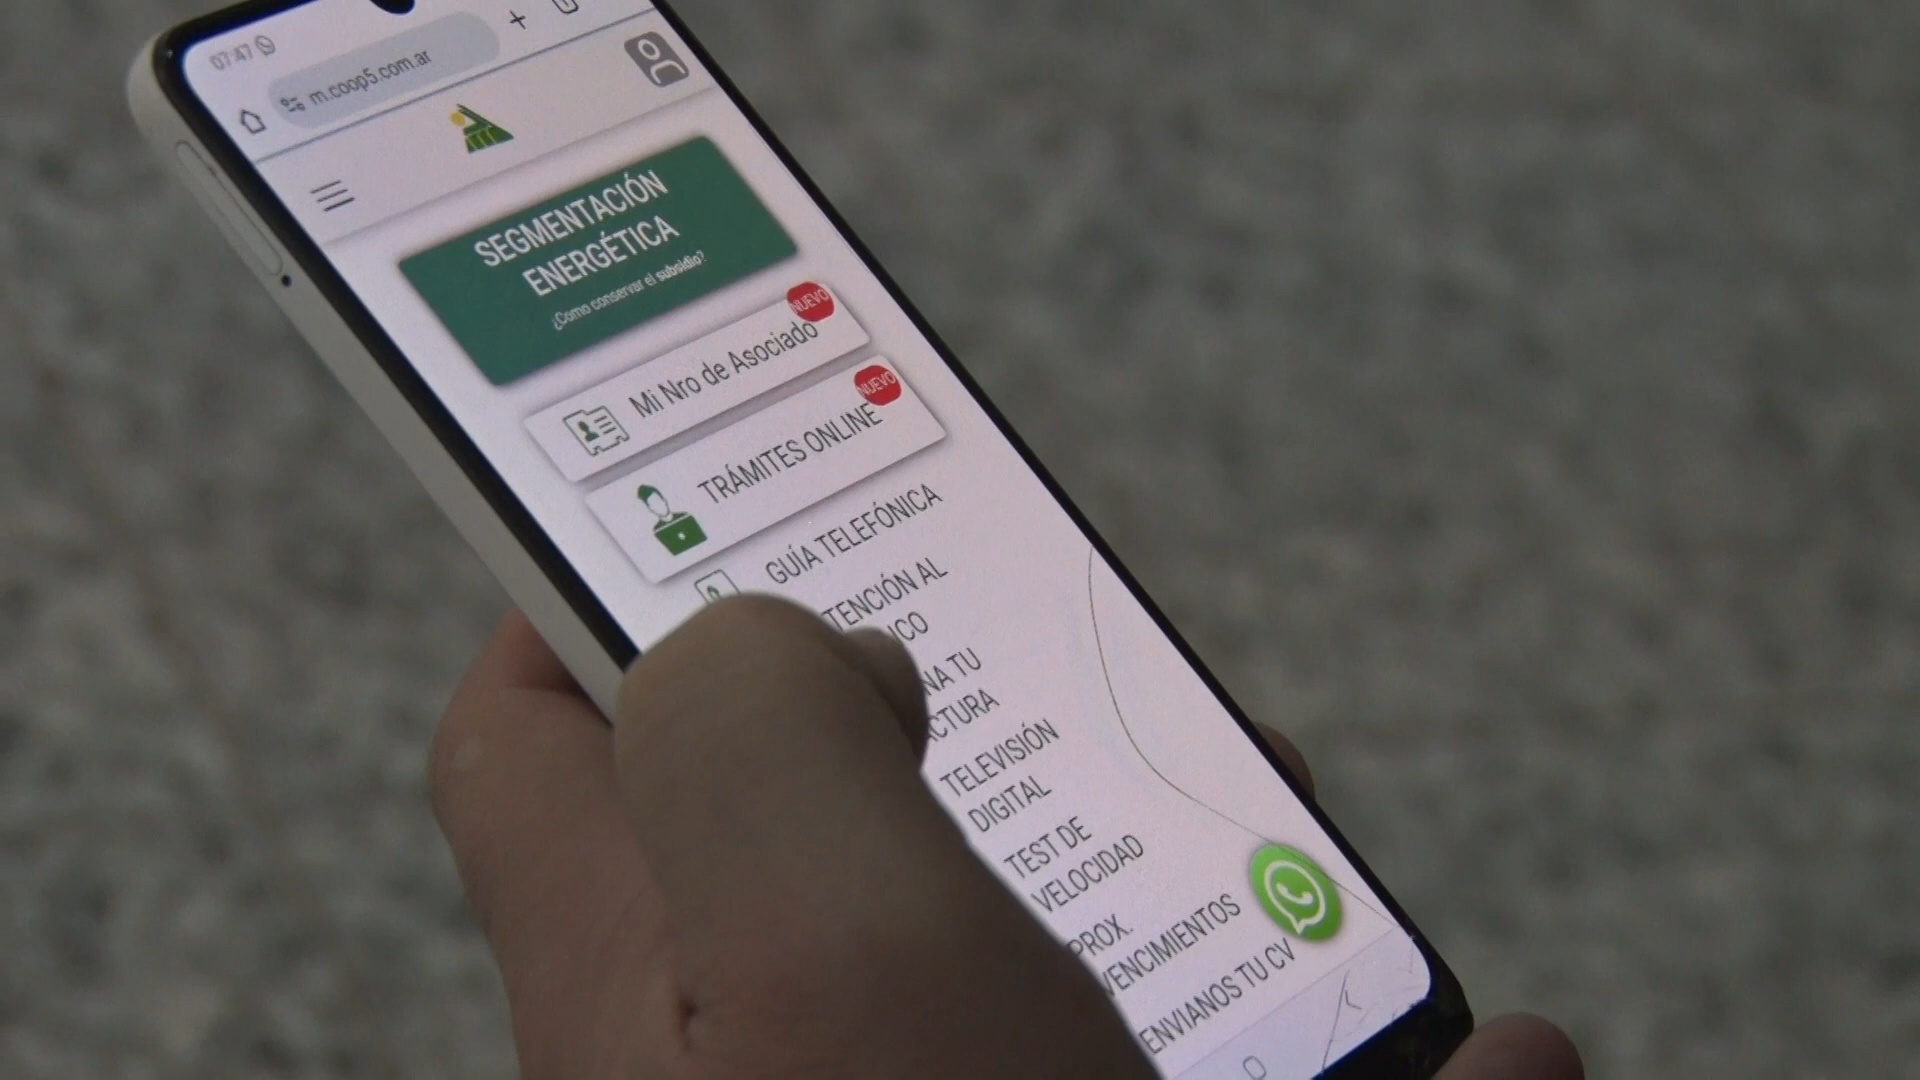 07:47
m.coop5.com.ar
SEGMENTACIÓN
ENERGÉTICA
¿Como conservar el subsidio?
NUEVO
Mi Nro de Asociado
NUEVO
TRÁMITES ONLINE
GUÍA TELEFÓNICA
TENCIÓN AL
ICO
NA TU
CTURA
TELEVISIÓN
DIGITAL
TEST DE
VELOCIDAD
PROX.
VENCIMIENTOS
ENVIANOS TU CV